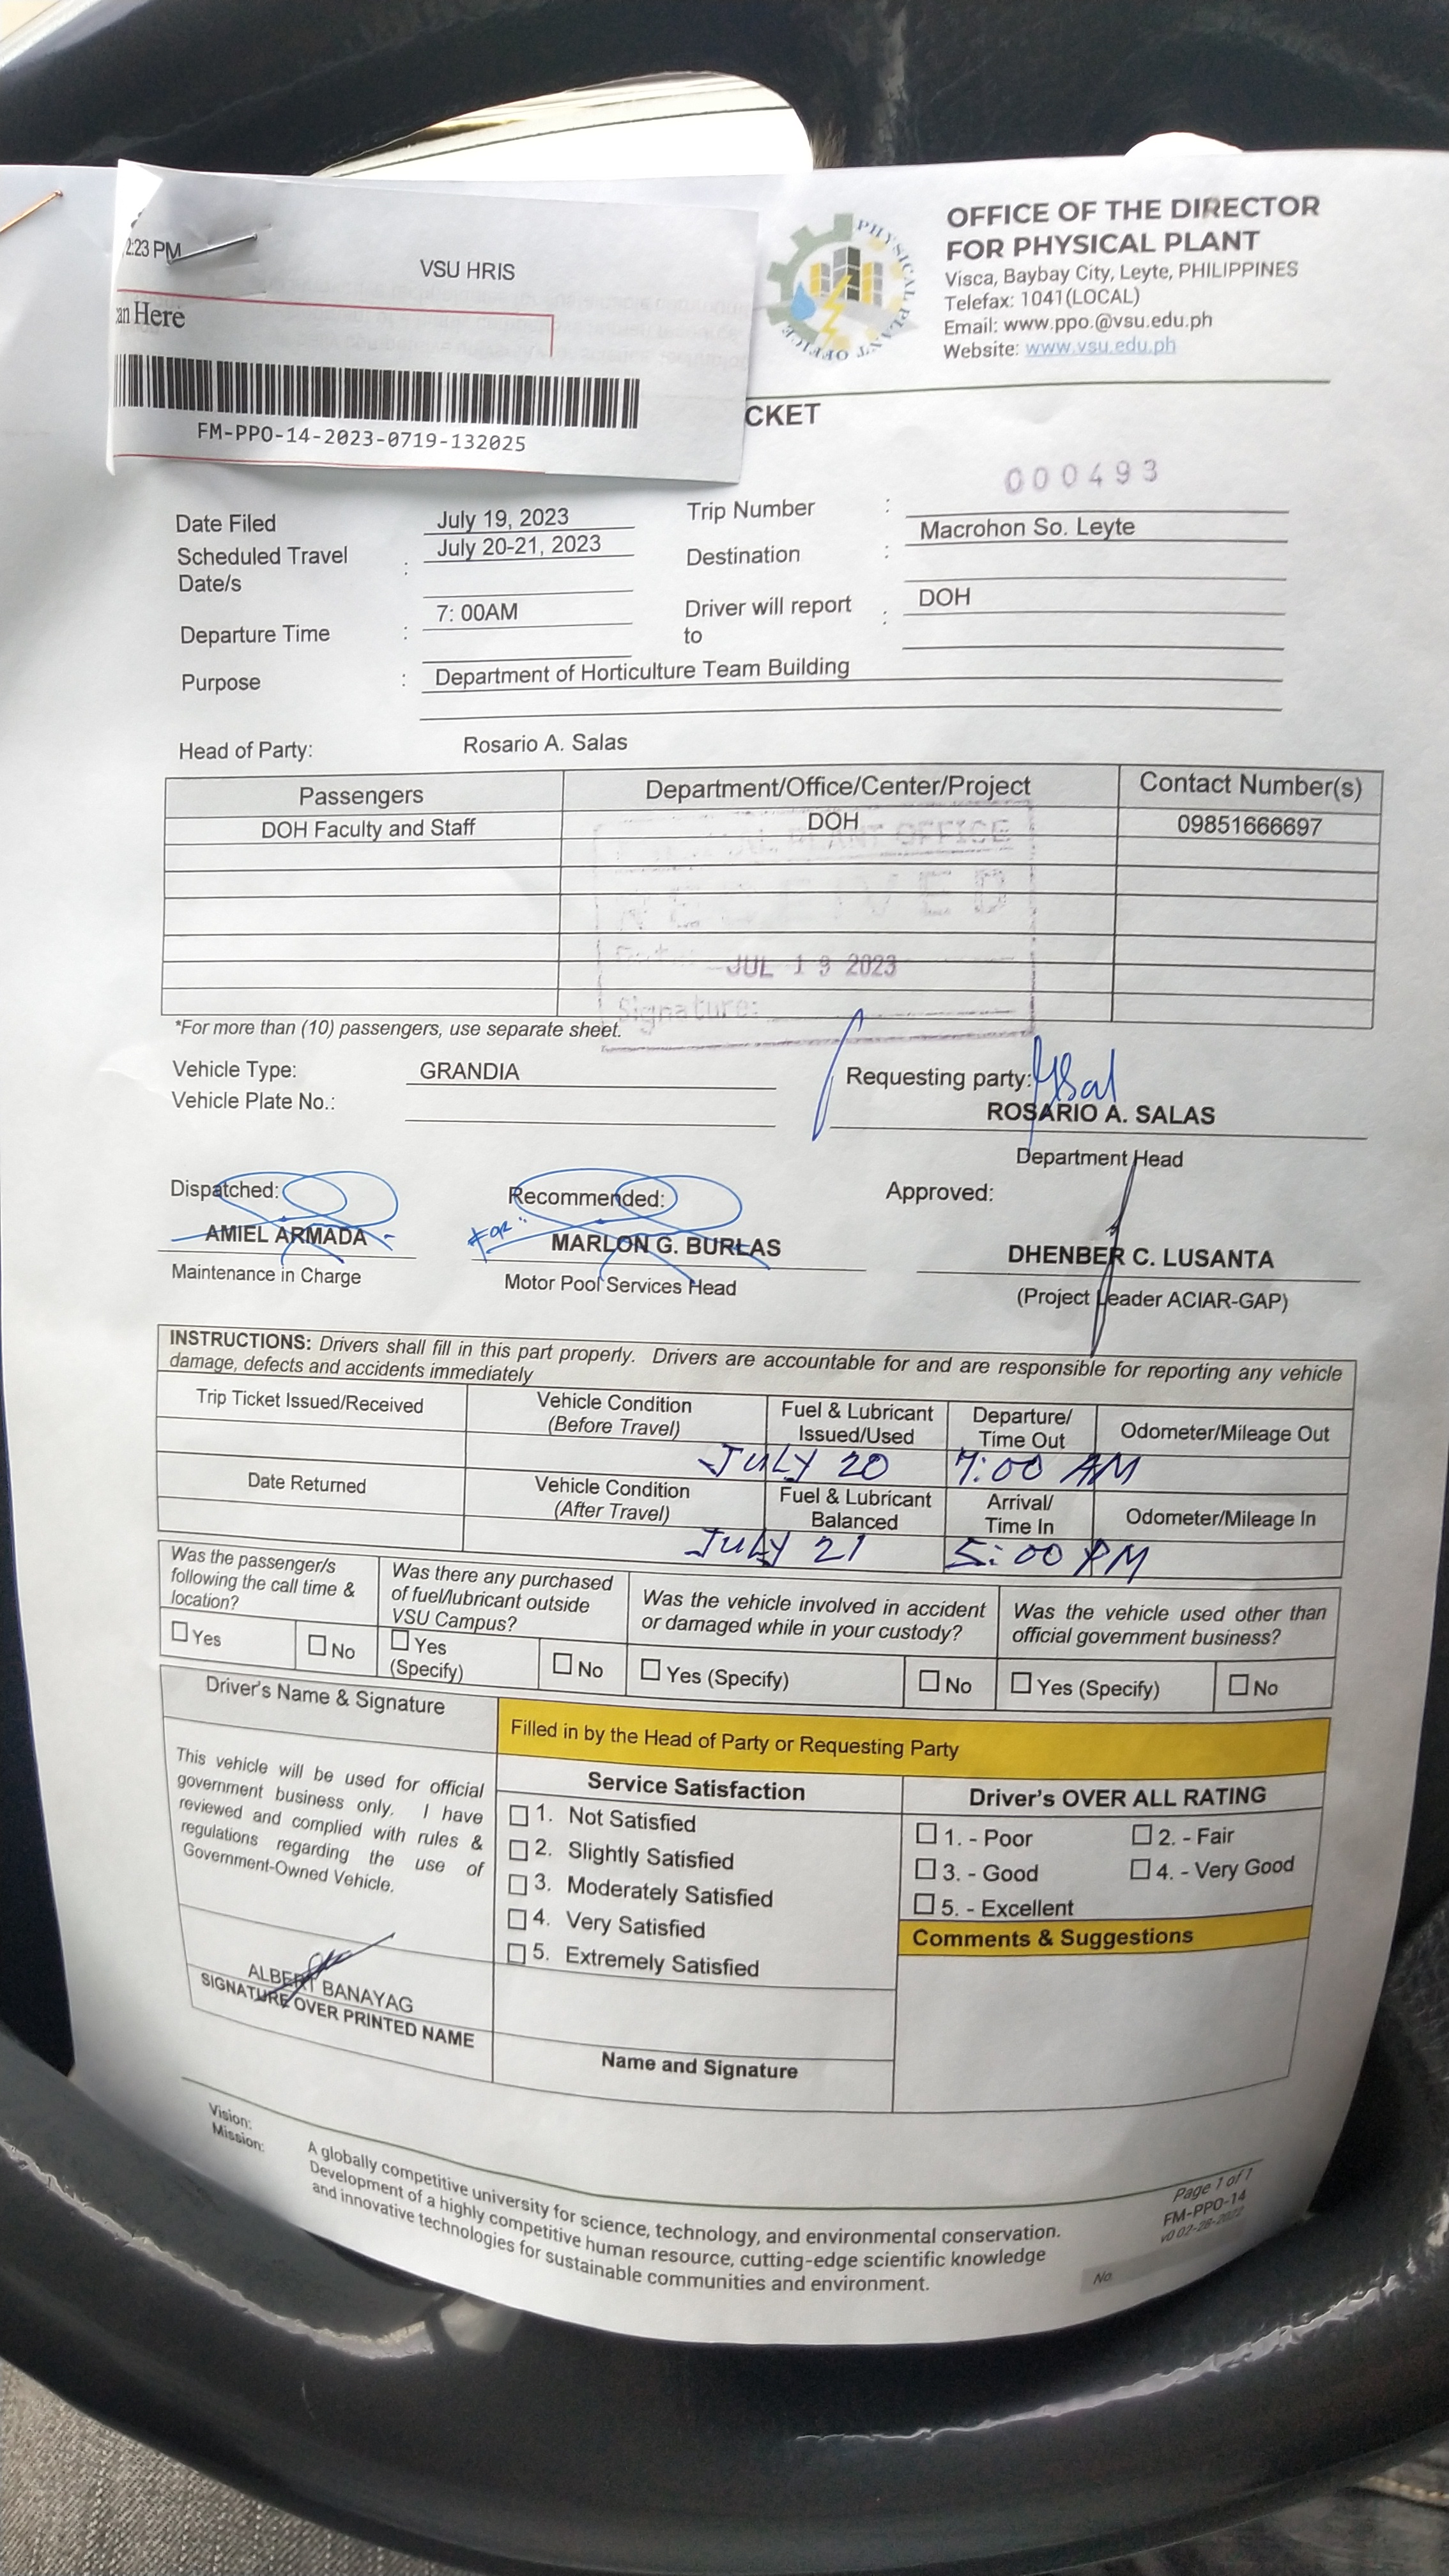 2:23 PM
VSU HRIS
an Here
FM-PPO-14-2023-0719-132025
PHYSICAL PLANT OFFICE
OFFICE OF THE DIRECTOR
FOR PHYSICAL PLANT
Visca, Baybay City, Leyte, PHILIPPINES
Telefax: 1041(LOCAL)
Email: www.ppo.@vsu.edu.ph
Website: www.vsu.edu.ph
CKET
000493
Date Filed July 19, 2023 Trip Number :
Scheduled Travel Date/s : July 20-21, 2023 Destination : Macrohon So. Leyte
Departure Time : 7: 00AM Driver will report to : DOH
Purpose : Department of Horticulture Team Building
Head of Party: Rosario A. Salas
Passengers Department/Office/Center/Project Contact Number(s)
DOH Faculty and Staff DOH 09851666697
PLANT OFFICE
RECEIVED
Date: JUL 19 2023
Signature:
*For more than (10) passengers, use separate sheet.
Vehicle Type: GRANDIA
Vehicle Plate No.:
Requesting party:
ROSARIO A. SALAS
Department Head
Dispatched: Recommended: Approved:
For:
AMIEL ARMADA MARLON G. BURLAS DHENBER C. LUSANTA
Maintenance in Charge Motor Pool Services Head (Project Leader ACIAR-GAP)
INSTRUCTIONS: Drivers shall fill in this part properly. Drivers are accountable for and are responsible for reporting any vehicle
damage, defects and accidents immediately
Trip Ticket Issued/Received Vehicle Condition (Before Travel) Fuel & Lubricant Issued/Used Departure/ Time Out Odometer/Mileage Out
JULY 20 7:00 AM
Date Returned Vehicle Condition (After Travel) Fuel & Lubricant Balanced Arrival/ Time In Odometer/Mileage In
JULY 21 5:00 PM
Was the passenger/s following the call time & location? Was there any purchased of fuel/lubricant outside VSU Campus? Was the vehicle involved in accident or damaged while in your custody? Was the vehicle used other than official government business?
Yes No Yes (Specify) No Yes (Specify) No Yes (Specify) No
Driver's Name & Signature
This vehicle will be used for official
government business only. I have
reviewed and complied with rules &
regulations regarding the use of
Government-Owned Vehicle.
ALBERT BANAYAG
SIGNATURE OVER PRINTED NAME
Filled in by the Head of Party or Requesting Party
Service Satisfaction
1. Not Satisfied
2. Slightly Satisfied
3. Moderately Satisfied
4. Very Satisfied
5. Extremely Satisfied
Name and Signature
Driver's OVER ALL RATING
1. - Poor 2. - Fair
3. - Good 4. - Very Good
5. - Excellent
Comments & Suggestions
Vision: A globally competitive university for science, technology, and environmental conservation.
Mission: Development of a highly competitive human resource, cutting-edge scientific knowledge
and innovative technologies for sustainable communities and environment.
Page 1 of 1
FM-PPO-14
v0 02-28-2022
No.